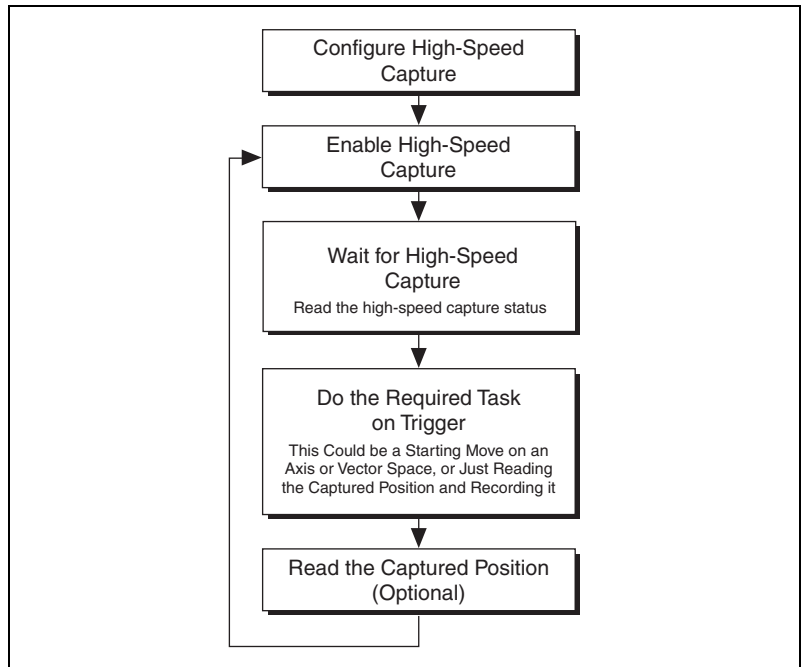 Configure High-Speed
Capture
Enable High-Speed
Capture
Wait for High-Speed
Capture
Read the high-speed capture status
Do the Required Task
on Trigger
This Could be a Starting Move on an
Axis or Vector Space, or Just Reading
the Captured Position and Recording it
Read the Captured Position
(Optional)